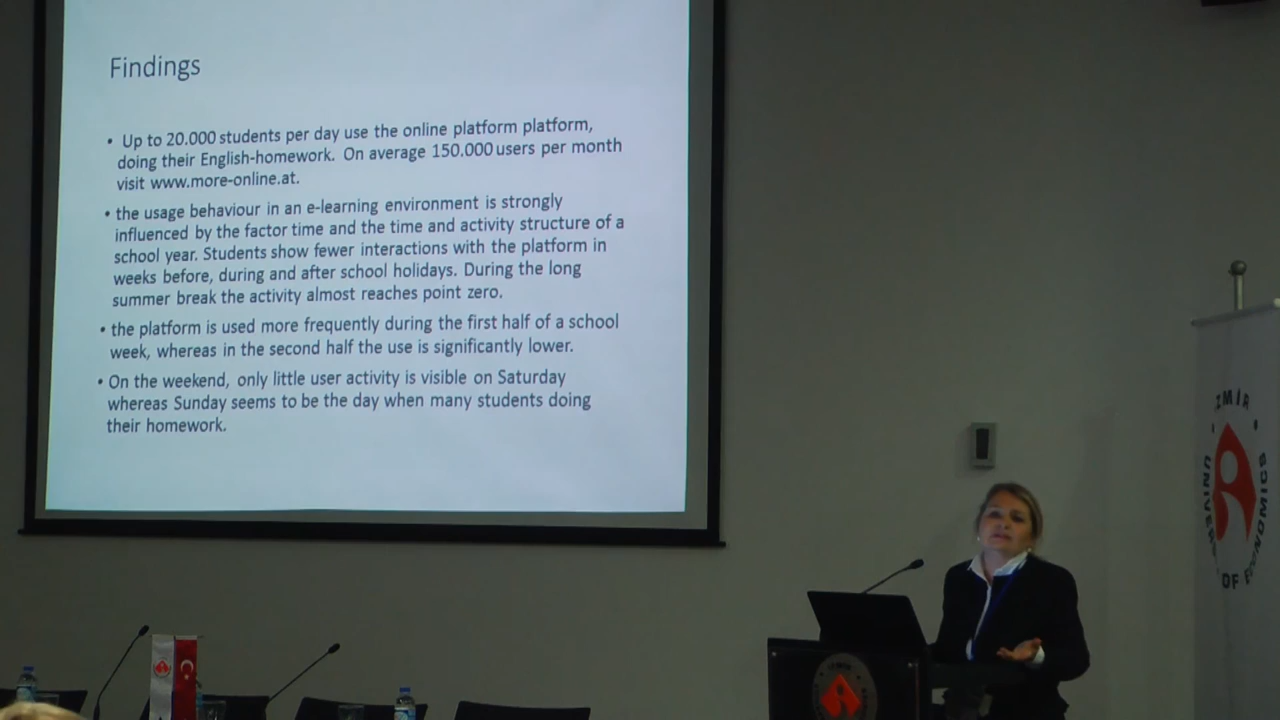 Findings
• Up to 20.000 students per day use the online platform platform,
doing their English-homework. On average 150.000 users per month
visit www.more-online.at.
• the usage behaviour in an e-learning environment is strongly
influenced by the factor time and the time and activity structure of a
school year. Students show fewer interactions with the platform in
weeks before, during and after school holidays. During the long
summer break the activity almost reaches point zero.
• the platform is used more frequently during the first half of a school
week, whereas in the second half the use is significantly lower.
• On the weekend, only little user activity is visible on Saturday
whereas Sunday seems to be the day when many students doing
their homework.
İZMİR
UNIVERS OF ECONOMICS
İZMİR